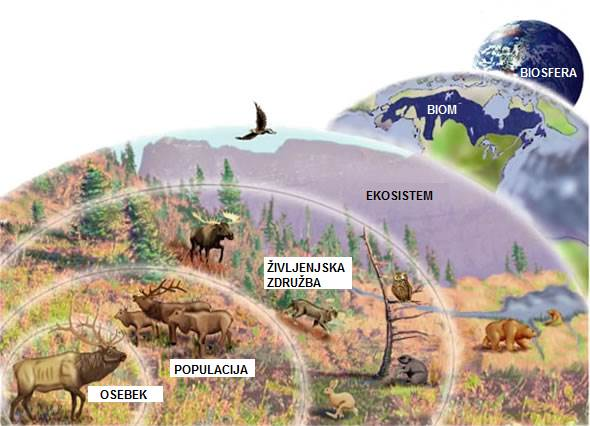 BIOSFERA
BIOM
EKOSISTEM
ŽIVLJENJSKA
ZDRUŽBA
POPULACIJA
OSEBEK